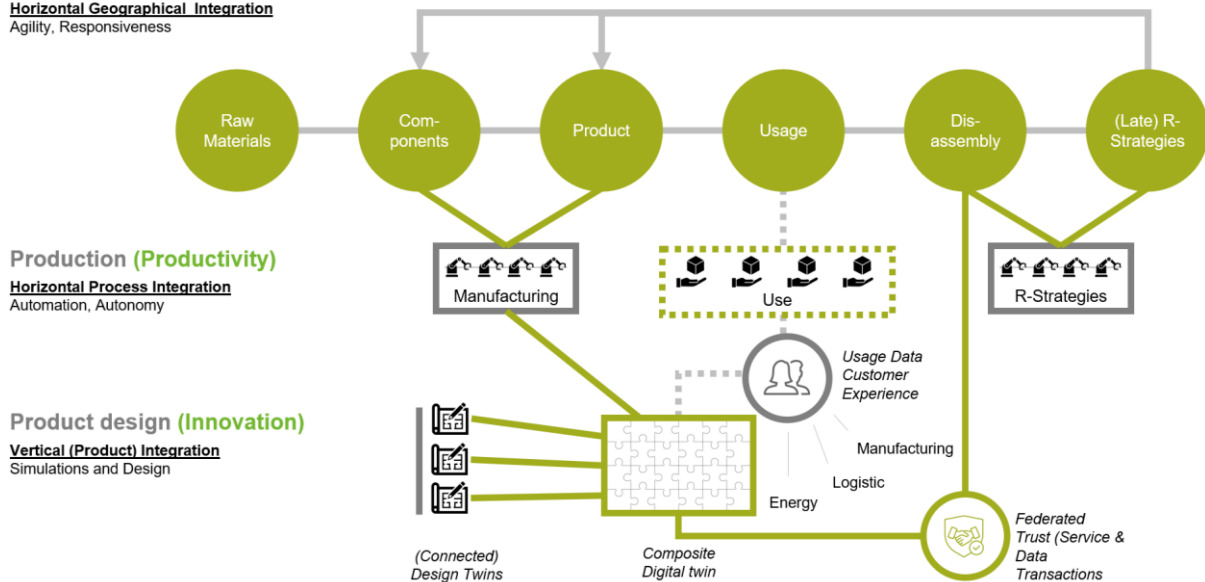 Horizontal Geographical Integration
Agility, Responsiveness
Raw
Materials
Com-
ponents
Product
Usage
Dis-
assembly
(Late) R-
Strategies
Production (Productivity)
Horizontal Process Integration
Automation, Autonomy
Manufacturing
Use
R-Strategies
Usage Data
Customer
Experience
Product design (Innovation)
Vertical (Product) Integration
Simulations and Design
Manufacturing
Logistic
Energy
(Connected)
Design Twins
Composite
Digital twin
Federated
Trust (Service &
Data
Transactions